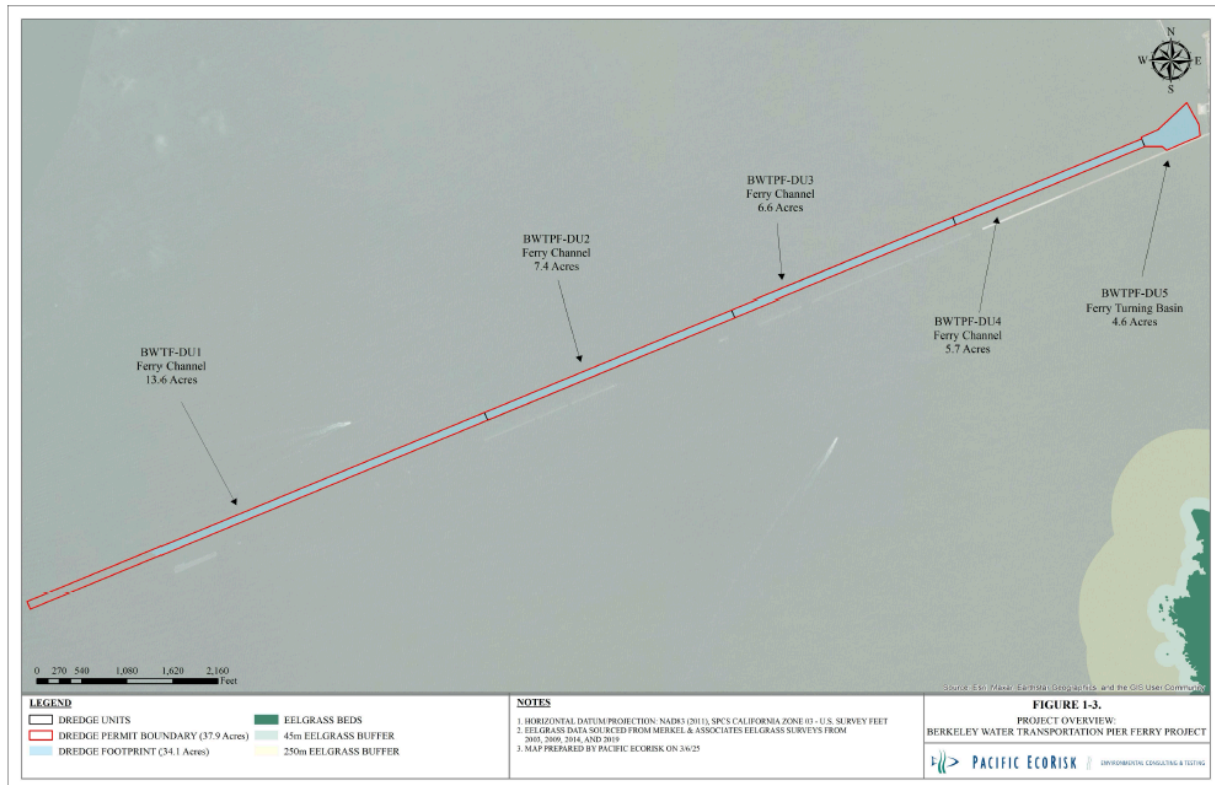 N
W E
S
BWTPF-DU3
Ferry Channel
6.6 Acres
BWTPF-DU2
Ferry Channel
7.4 Acres
BWTPF-DU5
Ferry Turning Basin
4.6 Acres
BWTPF-DU4
Ferry Channel
5.7 Acres
BWTF-DU1
Ferry Channel
13.6 Acres
0 270 540 1,080 1,620 2,160
Feet
Source: Esri, Maxar, Earthstar Geographics, and the GIS User Community
LEGEND
DREDGE UNITS
DREDGE PERMIT BOUNDARY (37.9 Acres)
DREDGE FOOTPRINT (34.1 Acres)
EELGRASS BEDS
45m EELGRASS BUFFER
250m EELGRASS BUFFER
NOTES
1. HORIZONTAL DATUM/PROJECTION: NAD83 (2011), SPCS CALIFORNIA ZONE 03 - U.S. SURVEY FEET
2. EELGRASS DATA SOURCED FROM MERKEL & ASSOCIATES EELGRASS SURVEYS FROM
2003, 2009, 2014, AND 2019
3. MAP PREPARED BY PACIFIC ECORISK ON 3/6/25
FIGURE 1-3.
PROJECT OVERVIEW:
BERKELEY WATER TRANSPORTATION PIER FERRY PROJECT
PACIFIC ECORISK ENVIRONMENTAL CONSULTING & TESTING